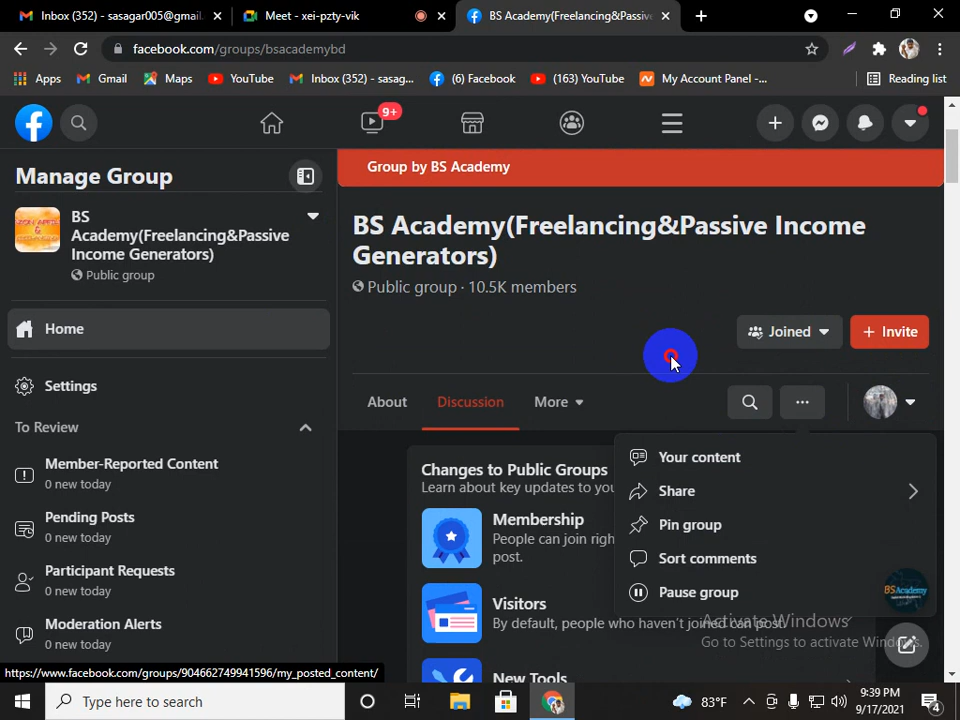 Inbox (352) - sasagar005@gmail.
Meet - xei-pzty-vik
BS Academy(Freelancing&Passive
facebook.com/groups/bsacademybd
Apps
Gmail
Maps
YouTube
Inbox (352) - sasag...
(6) Facebook
(163) YouTube
My Account Panel -...
Reading list
9+
Manage Group
BS
Academy(Freelancing&Passive
Income Generators)
Public group
Home
Settings
To Review
Member-Reported Content
0 new today
Pending Posts
0 new today
Participant Requests
0 new today
Moderation Alerts
0 new today
Group by BS Academy
BS Academy(Freelancing&Passive Income
Generators)
Public group · 10.5K members
Joined
+ Invite
About
Discussion
More
Changes to Public Groups
Learn about key updates to you
Membership
People can join righ
post.
Visitors
By default, people who haven't joined can post.
New Tools
Your content
Share
Pin group
Sort comments
Pause group
BSAcademy
Activate Windows
Go to Settings to activate Windows.
https://www.facebook.com/groups/904662749941596/my_posted_content/
Type here to search
83°F
9:39 PM
9/17/2021
4